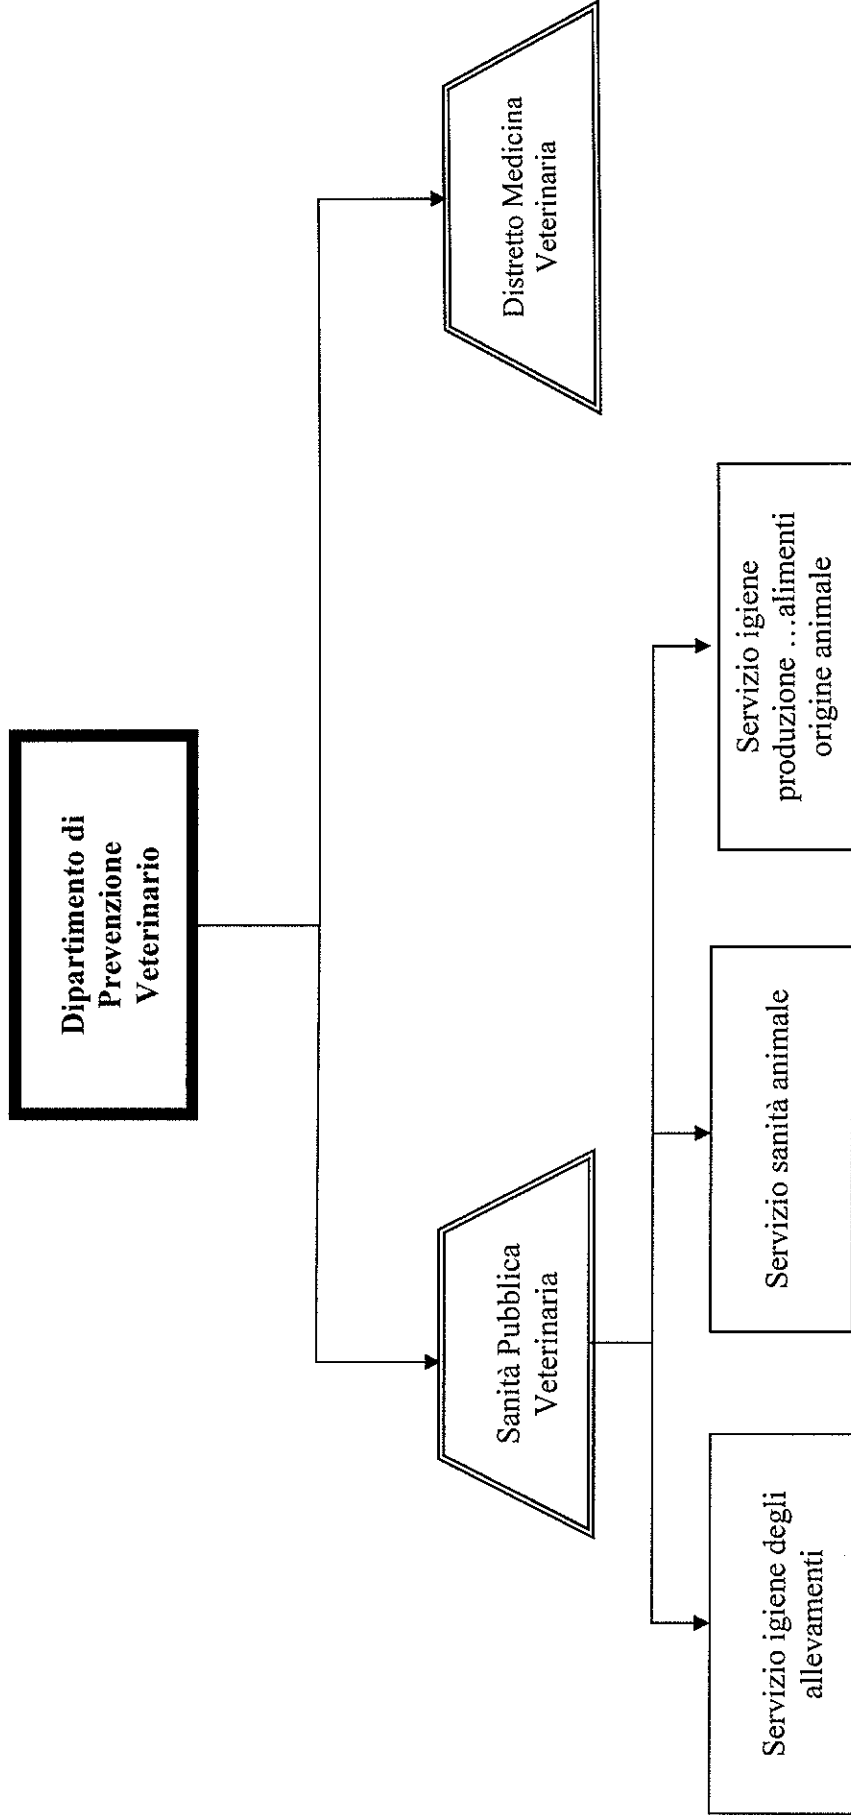 Dipartimento di
Prevenzione
Veterinario
Sanità Pubblica
Veterinaria
Distretto Medicina
Veterinaria
Servizio igiene degli
allevamenti
Servizio sanità animale
Servizio igiene
produzione …alimenti
origine animale